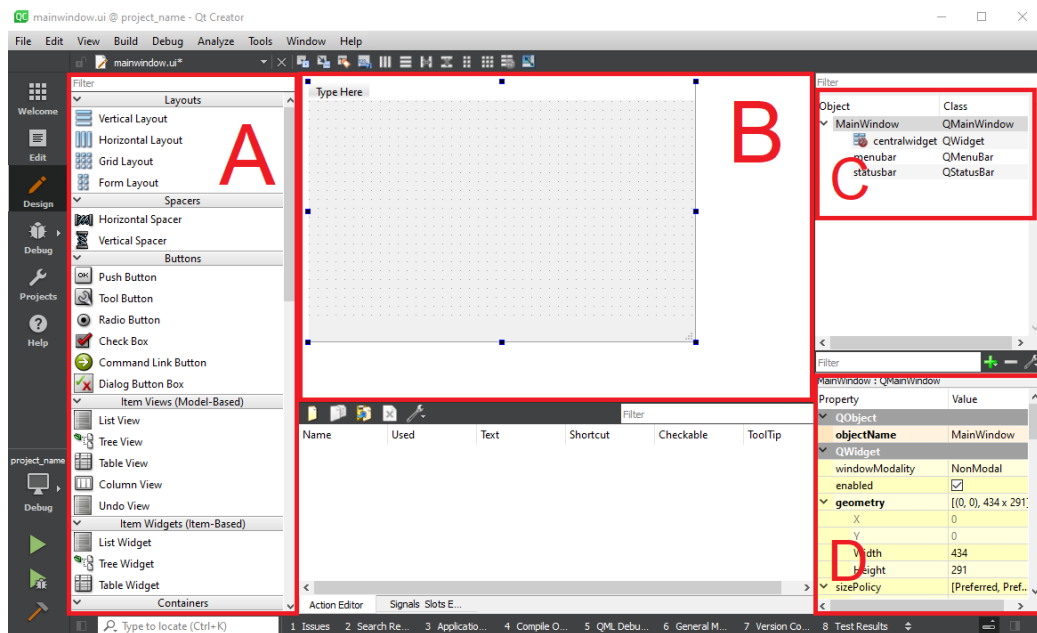 QC mainwindow.ui @ project_name - Qt Creator
File Edit View Build Debug Analyze Tools Window Help
mainwindow.ui*
Welcome
Edit
Design
Debug
Projects
Help
project_name
Debug
Filter
Layouts
Vertical Layout
Horizontal Layout
Grid Layout
Form Layout
Spacers
Horizontal Spacer
Vertical Spacer
Buttons
OK Push Button
Tool Button
Radio Button
Check Box
Command Link Button
Dialog Button Box
Item Views (Model-Based)
List View
Tree View
Table View
Column View
Undo View
Item Widgets (Item-Based)
List Widget
Tree Widget
Table Widget
Containers
A
Type Here
B
Filter
Name Used Text Shortcut Checkable ToolTip
Action Editor Signals Slots E...
Filter
Object Class
MainWindow QMainWindow
centralwidget QWidget
menubar QMenuBar
statusbar QStatusBar
C
Filter
MainWindow : QMainWindow
Property Value
QObject
objectName MainWindow
QWidget
windowModality NonModal
enabled
geometry [(0, 0), 434 x 291]
X 0
Y 0
Width 434
Height 291
sizePolicy [Preferred, Pref...
D
Type to locate (Ctrl+K) 1 Issues 2 Search Re... 3 Applicatio... 4 Compile O... 5 QML Debu... 6 General M... 7 Version Co... 8 Test Results